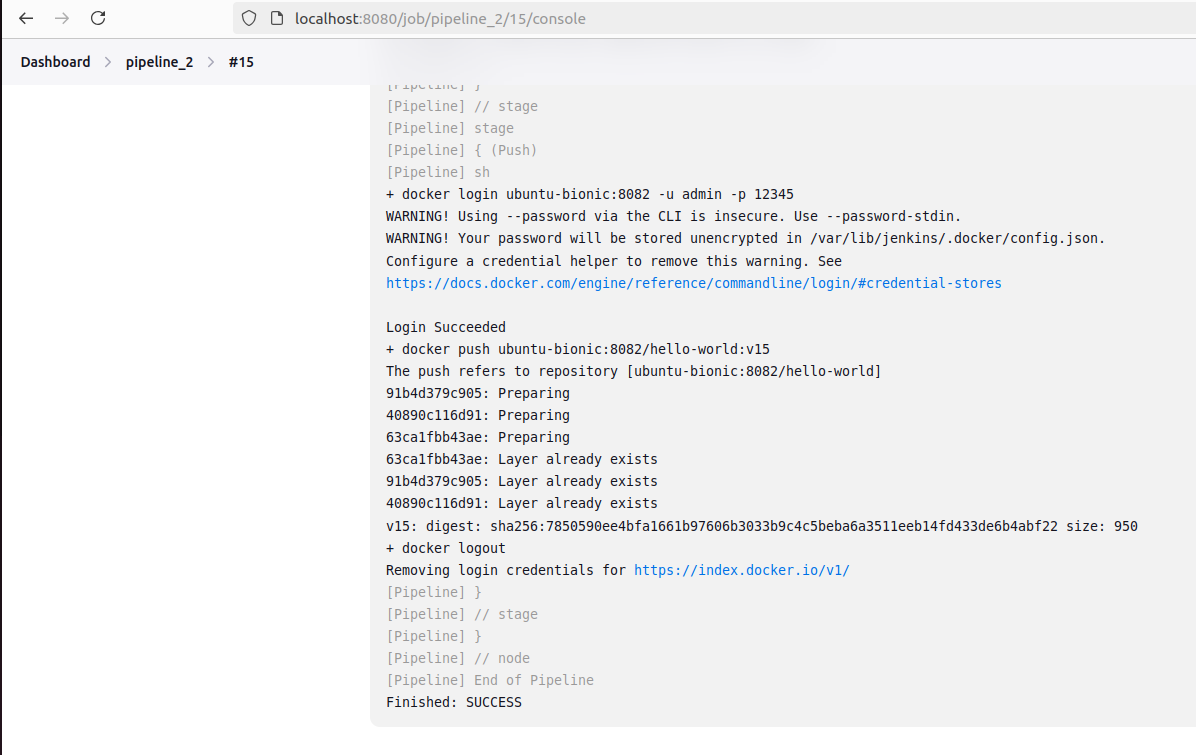 localhost:8080/job/pipeline_2/15/console
Dashboard > pipeline_2 > #15
[Pipeline] }
[Pipeline] // stage
[Pipeline] stage
[Pipeline] { (Push)
[Pipeline] sh
+ docker login ubuntu-bionic:8082 -u admin -p 12345
WARNING! Using --password via the CLI is insecure. Use --password-stdin.
WARNING! Your password will be stored unencrypted in /var/lib/jenkins/.docker/config.json.
Configure a credential helper to remove this warning. See
https://docs.docker.com/engine/reference/commandline/login/#credential-stores
Login Succeeded
+ docker push ubuntu-bionic:8082/hello-world:v15
The push refers to repository [ubuntu-bionic:8082/hello-world]
91b4d379c905: Preparing
40890c116d91: Preparing
63ca1fbb43ae: Preparing
63ca1fbb43ae: Layer already exists
91b4d379c905: Layer already exists
40890c116d91: Layer already exists
v15: digest: sha256:7850590ee4bfa1661b97606b3033b9c4c5beba6a3511eeb14fd433de6b4abf22 size: 950
+ docker logout
Removing login credentials for https://index.docker.io/v1/
[Pipeline] }
[Pipeline] // stage
[Pipeline] }
[Pipeline] // node
[Pipeline] End of Pipeline
Finished: SUCCESS